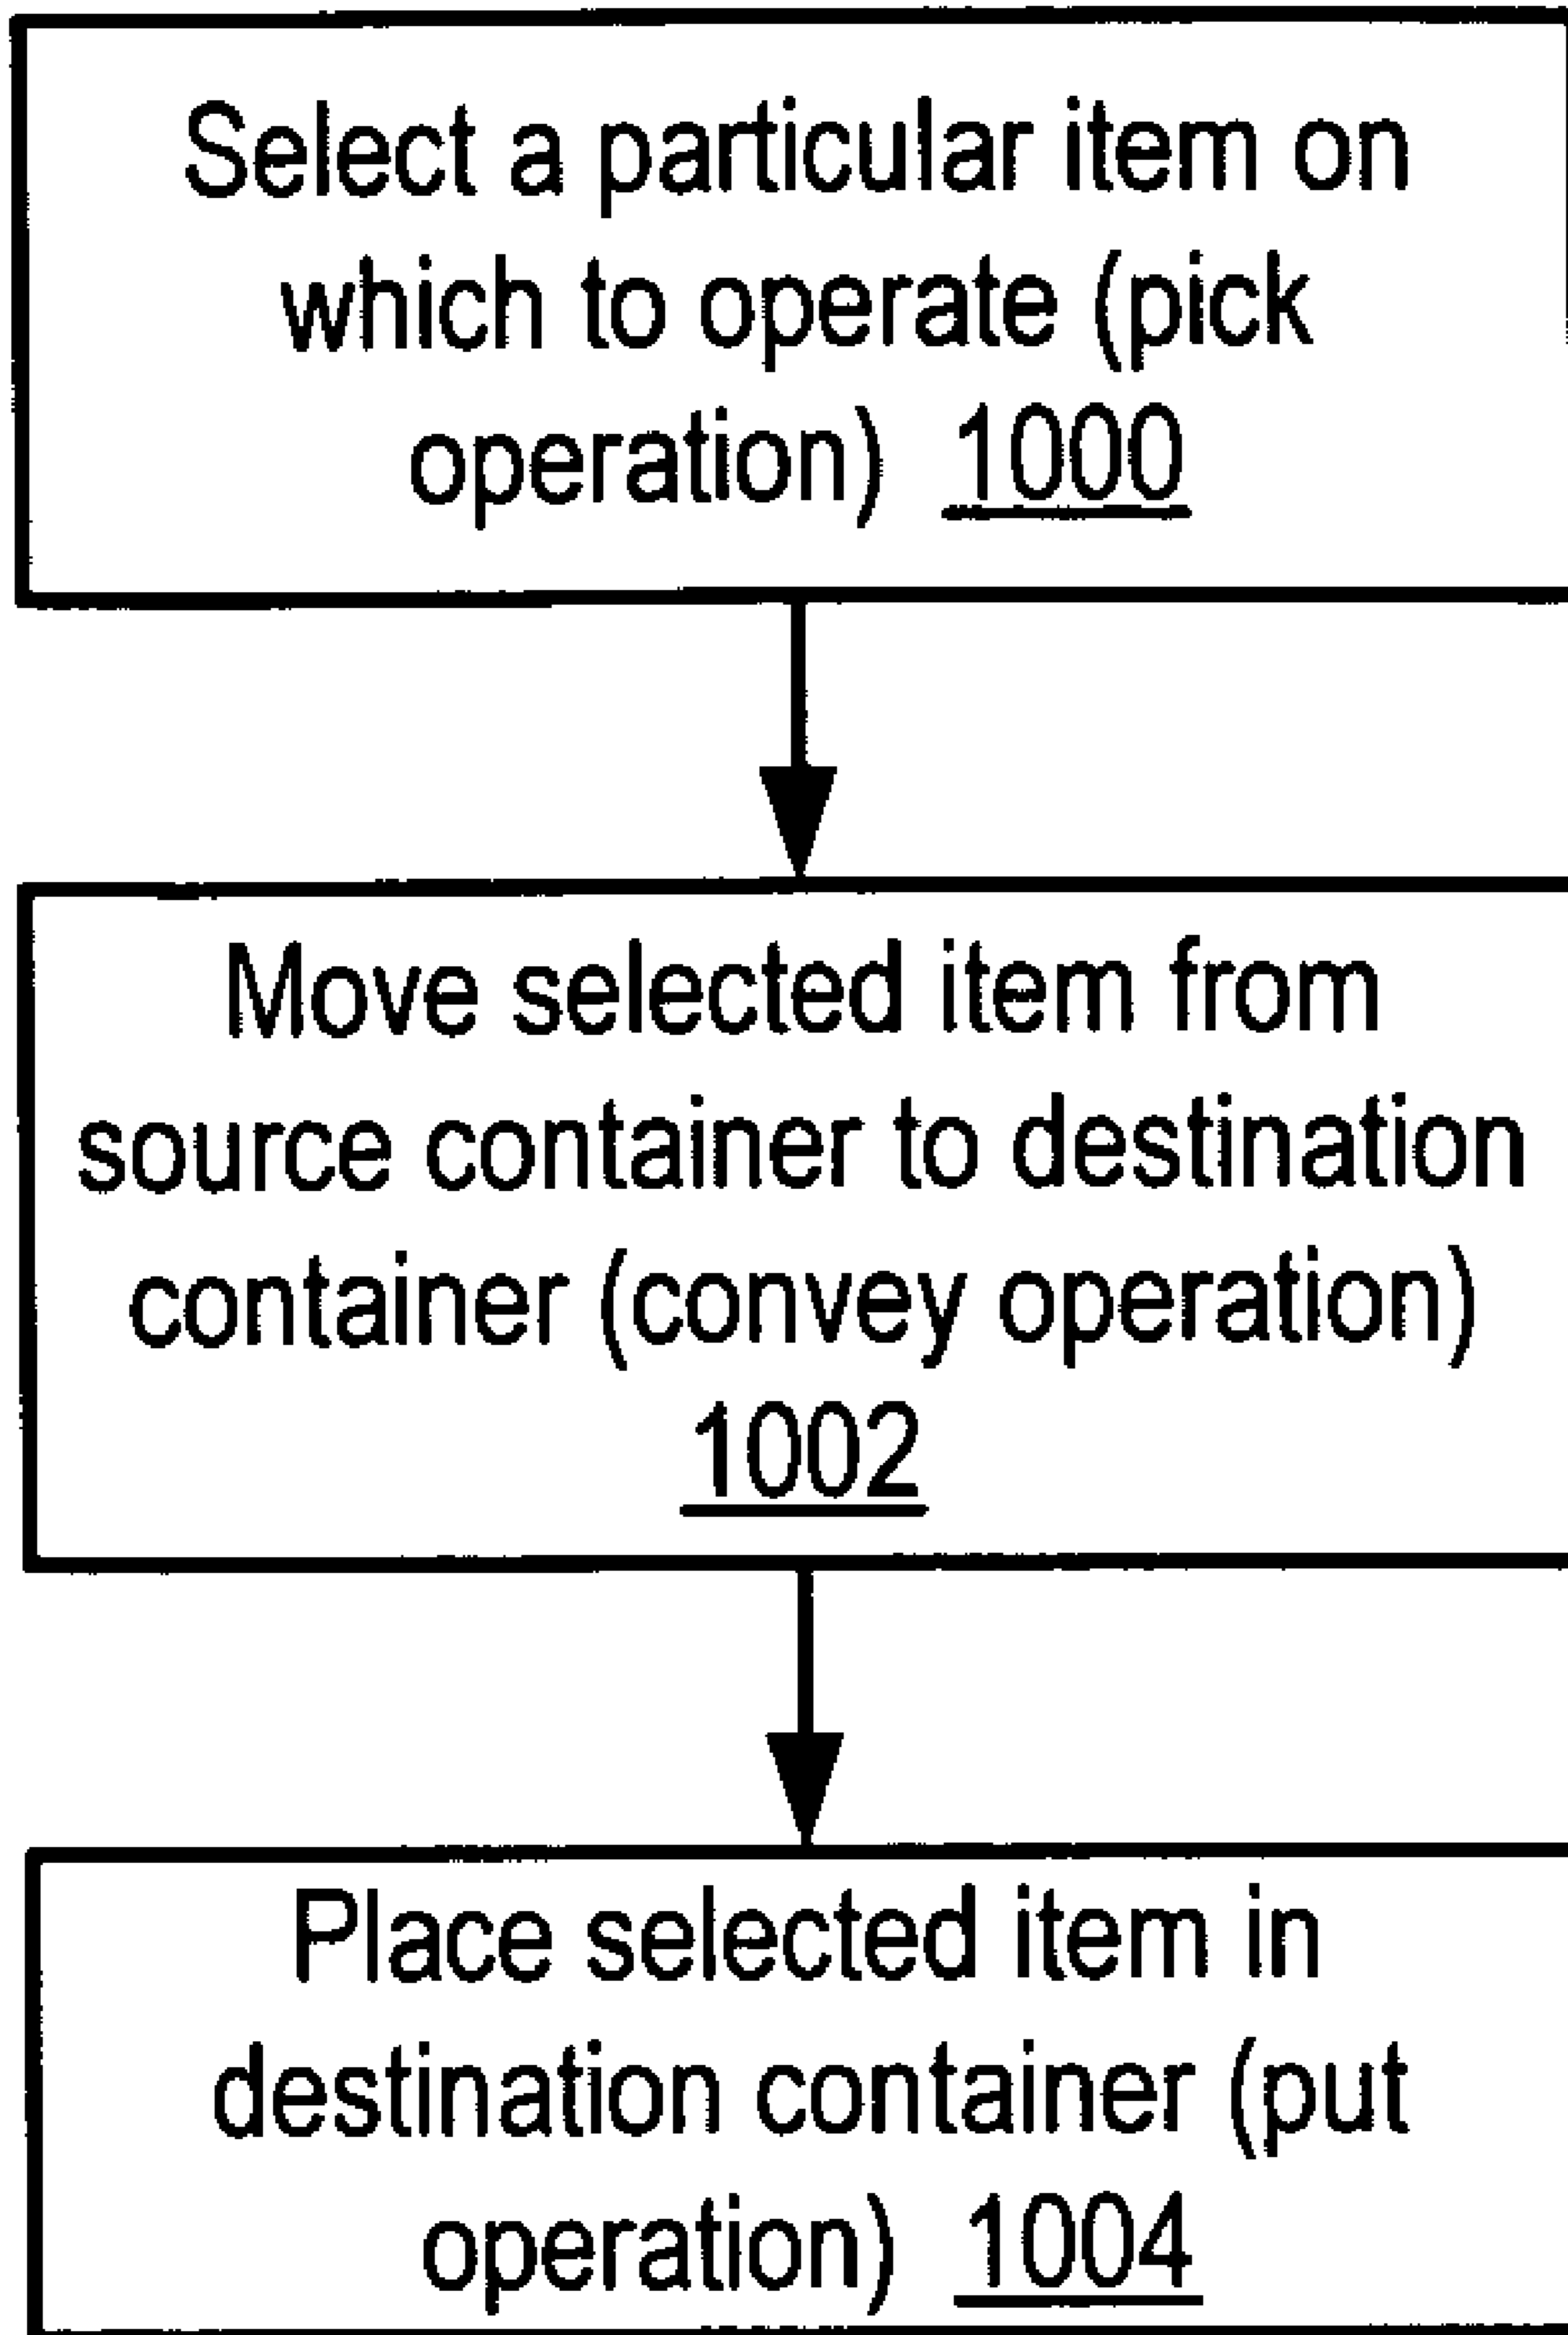 Select a particular item on
which to operate (pick
operation) 1000
Move selected item from
source container to destination
container (convey operation)
1002
Place selected item in
destination container (put
operation) 1004